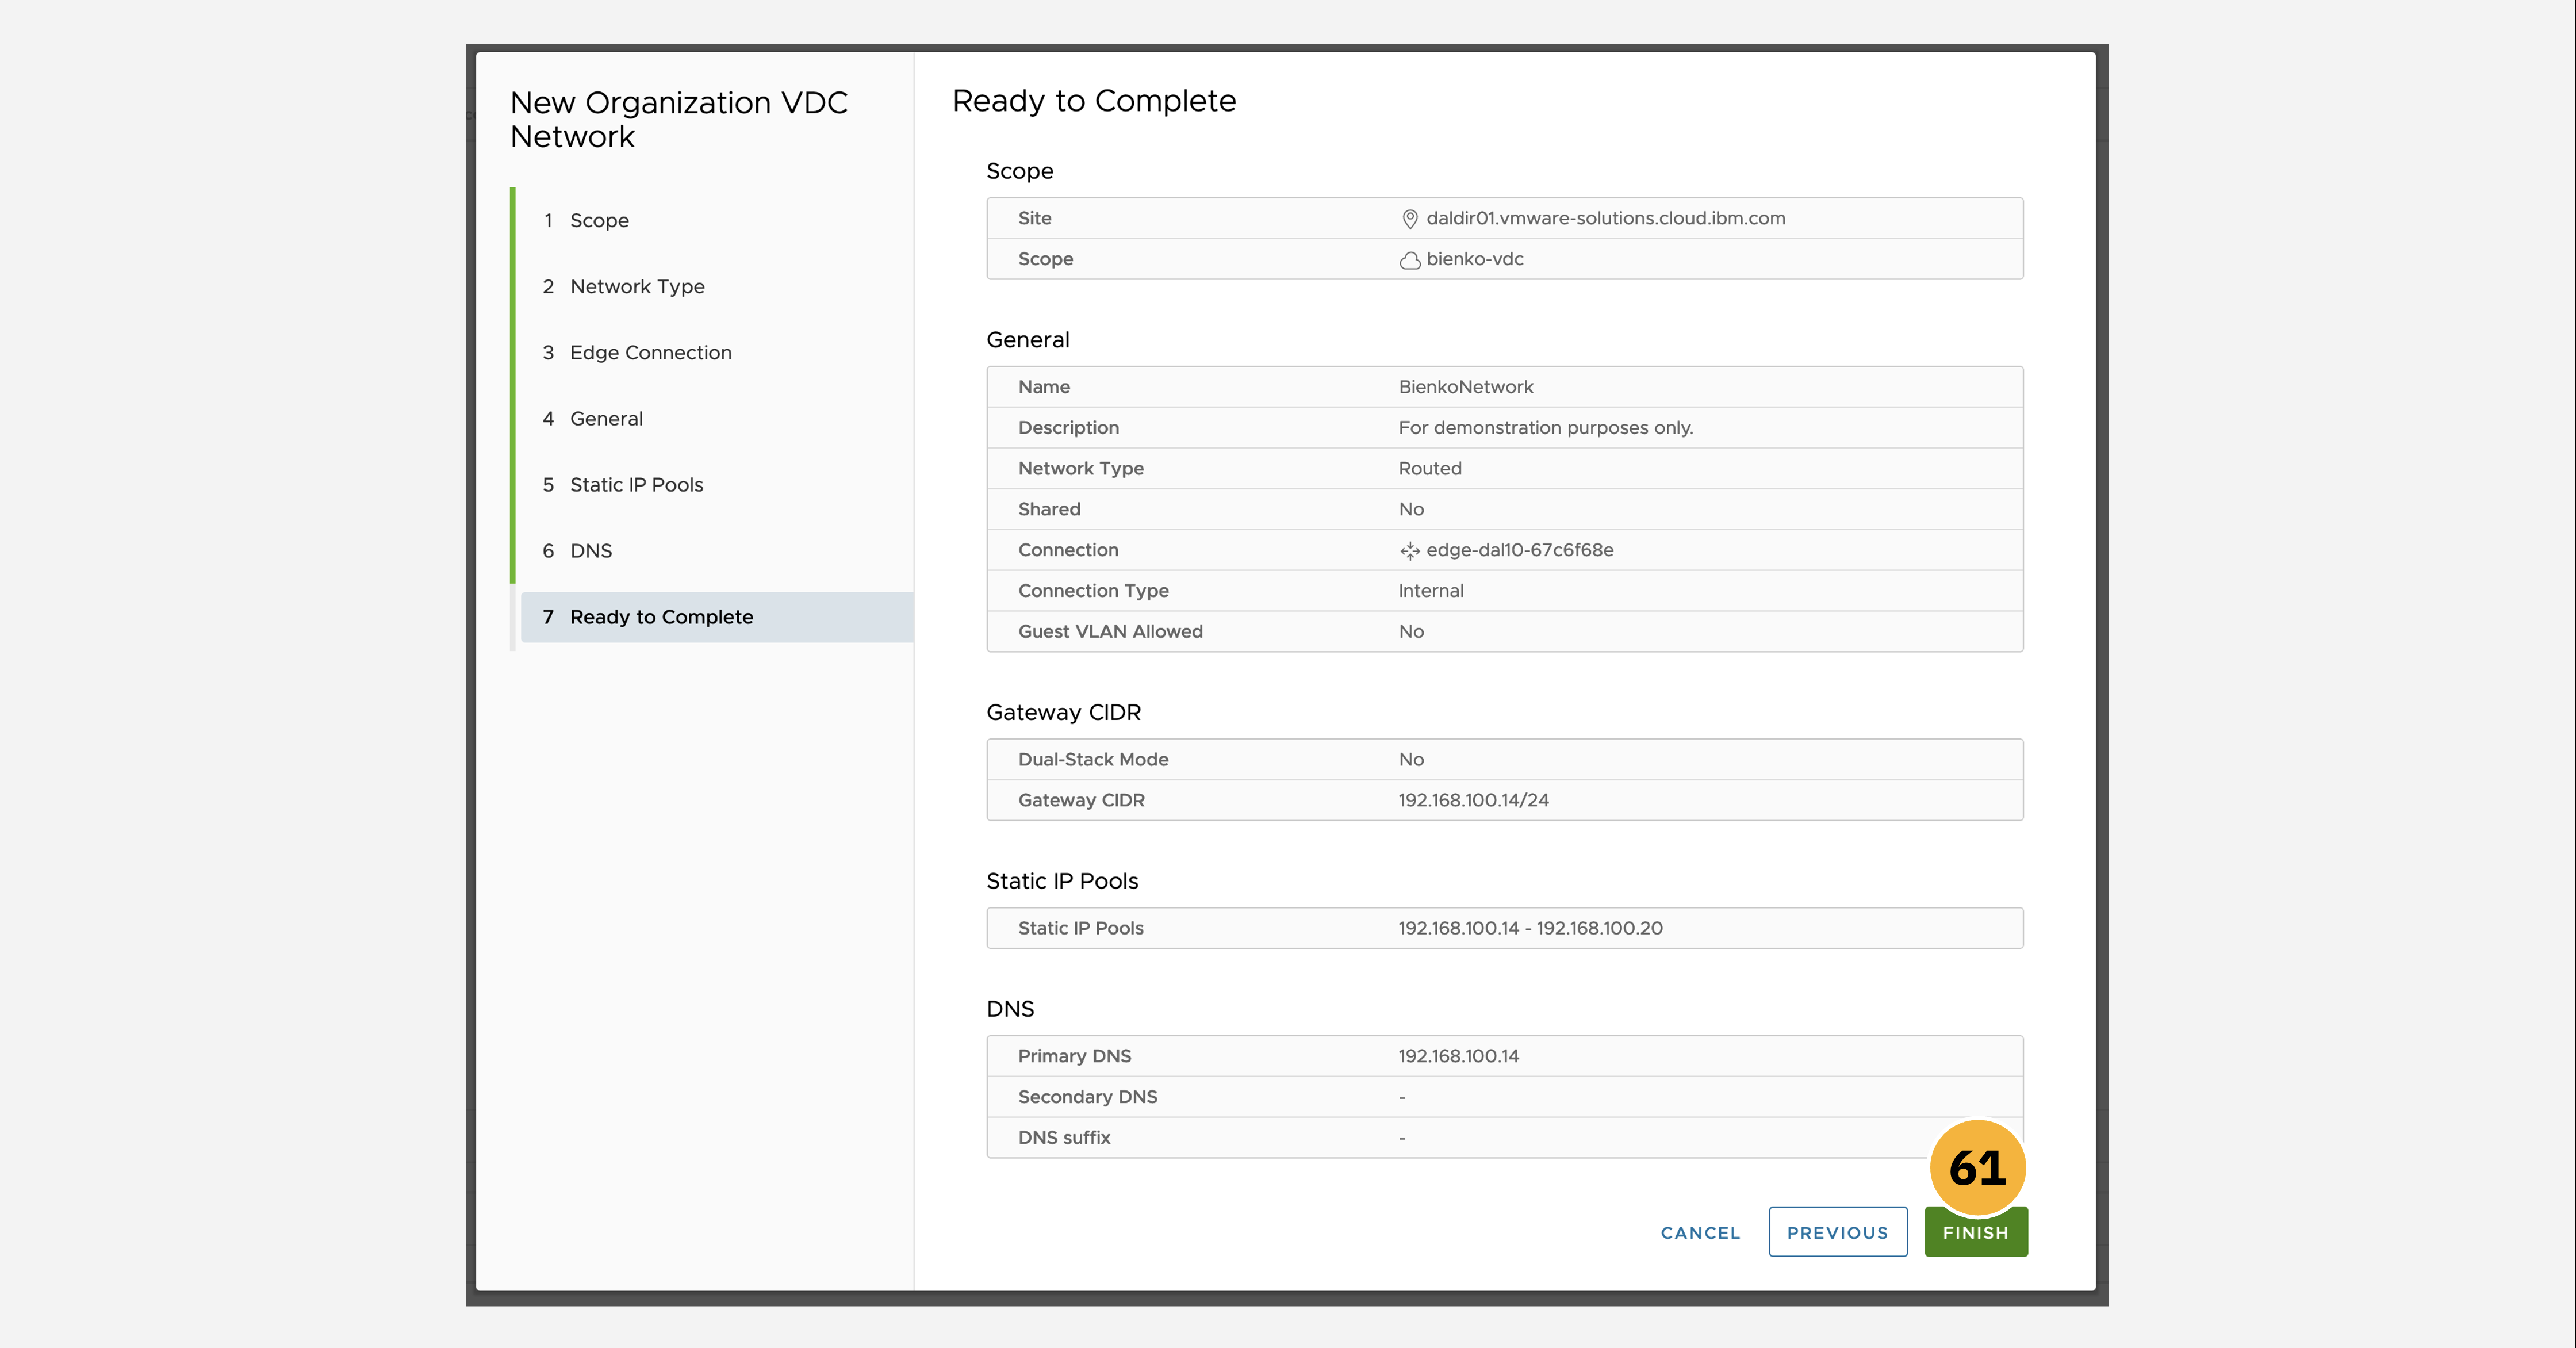 New Organization VDC
Network
1 Scope
2 Network Type
3 Edge Connection
4 General
5 Static IP Pools
6 DNS
7 Ready to Complete
Ready to Complete
Scope
Site daldir01.vmware-solutions.cloud.ibm.com
Scope bienko-vdc
General
Name BienkoNetwork
Description For demonstration purposes only.
Network Type Routed
Shared No
Connection edge-dal10-67c6f68e
Connection Type Internal
Guest VLAN Allowed No
Gateway CIDR
Dual-Stack Mode No
Gateway CIDR 192.168.100.14/24
Static IP Pools
Static IP Pools 192.168.100.14 - 192.168.100.20
DNS
Primary DNS 192.168.100.14
Secondary DNS -
DNS suffix -
61
CANCEL PREVIOUS FINISH